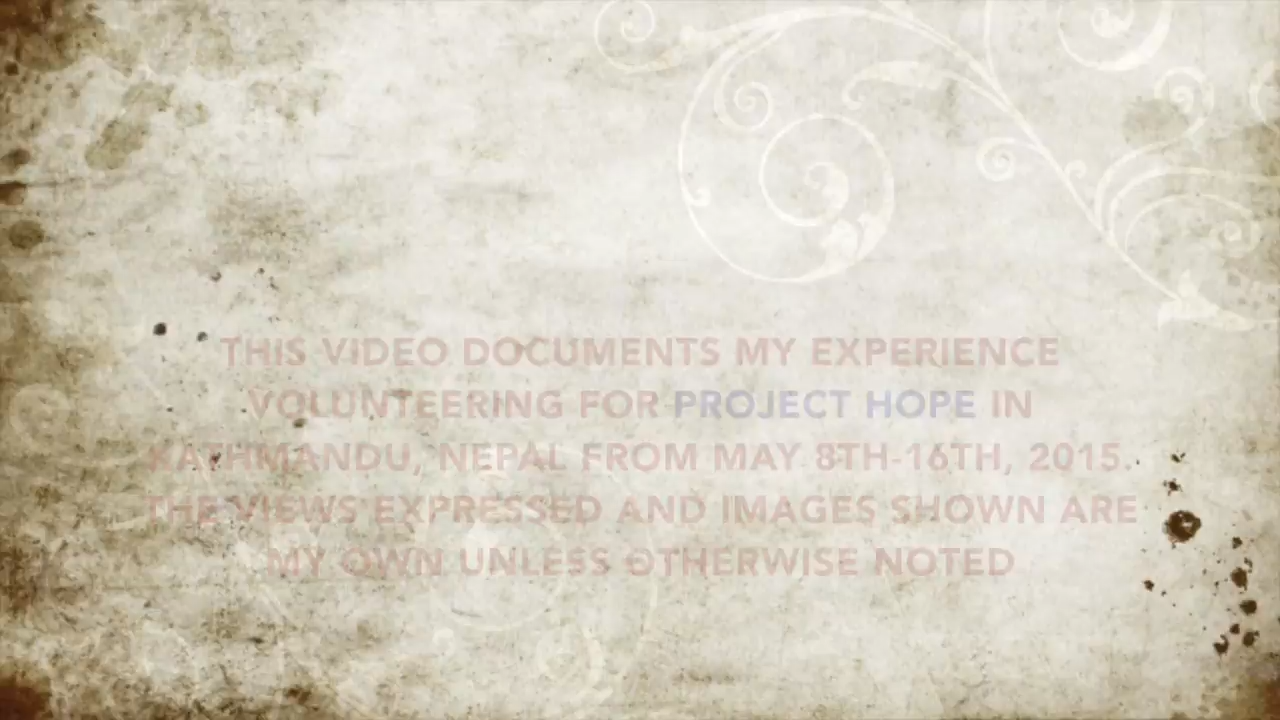 THIS VIDEO DOCUMENTS MY EXPERIENCE
VOLUNTEERING FOR PROJECT HOPE IN
KATHMANDU, NEPAL FROM MAY 8TH-16TH, 2015.
THE VIEWS EXPRESSED AND IMAGES SHOWN ARE
MY OWN UNLESS OTHERWISE NOTED